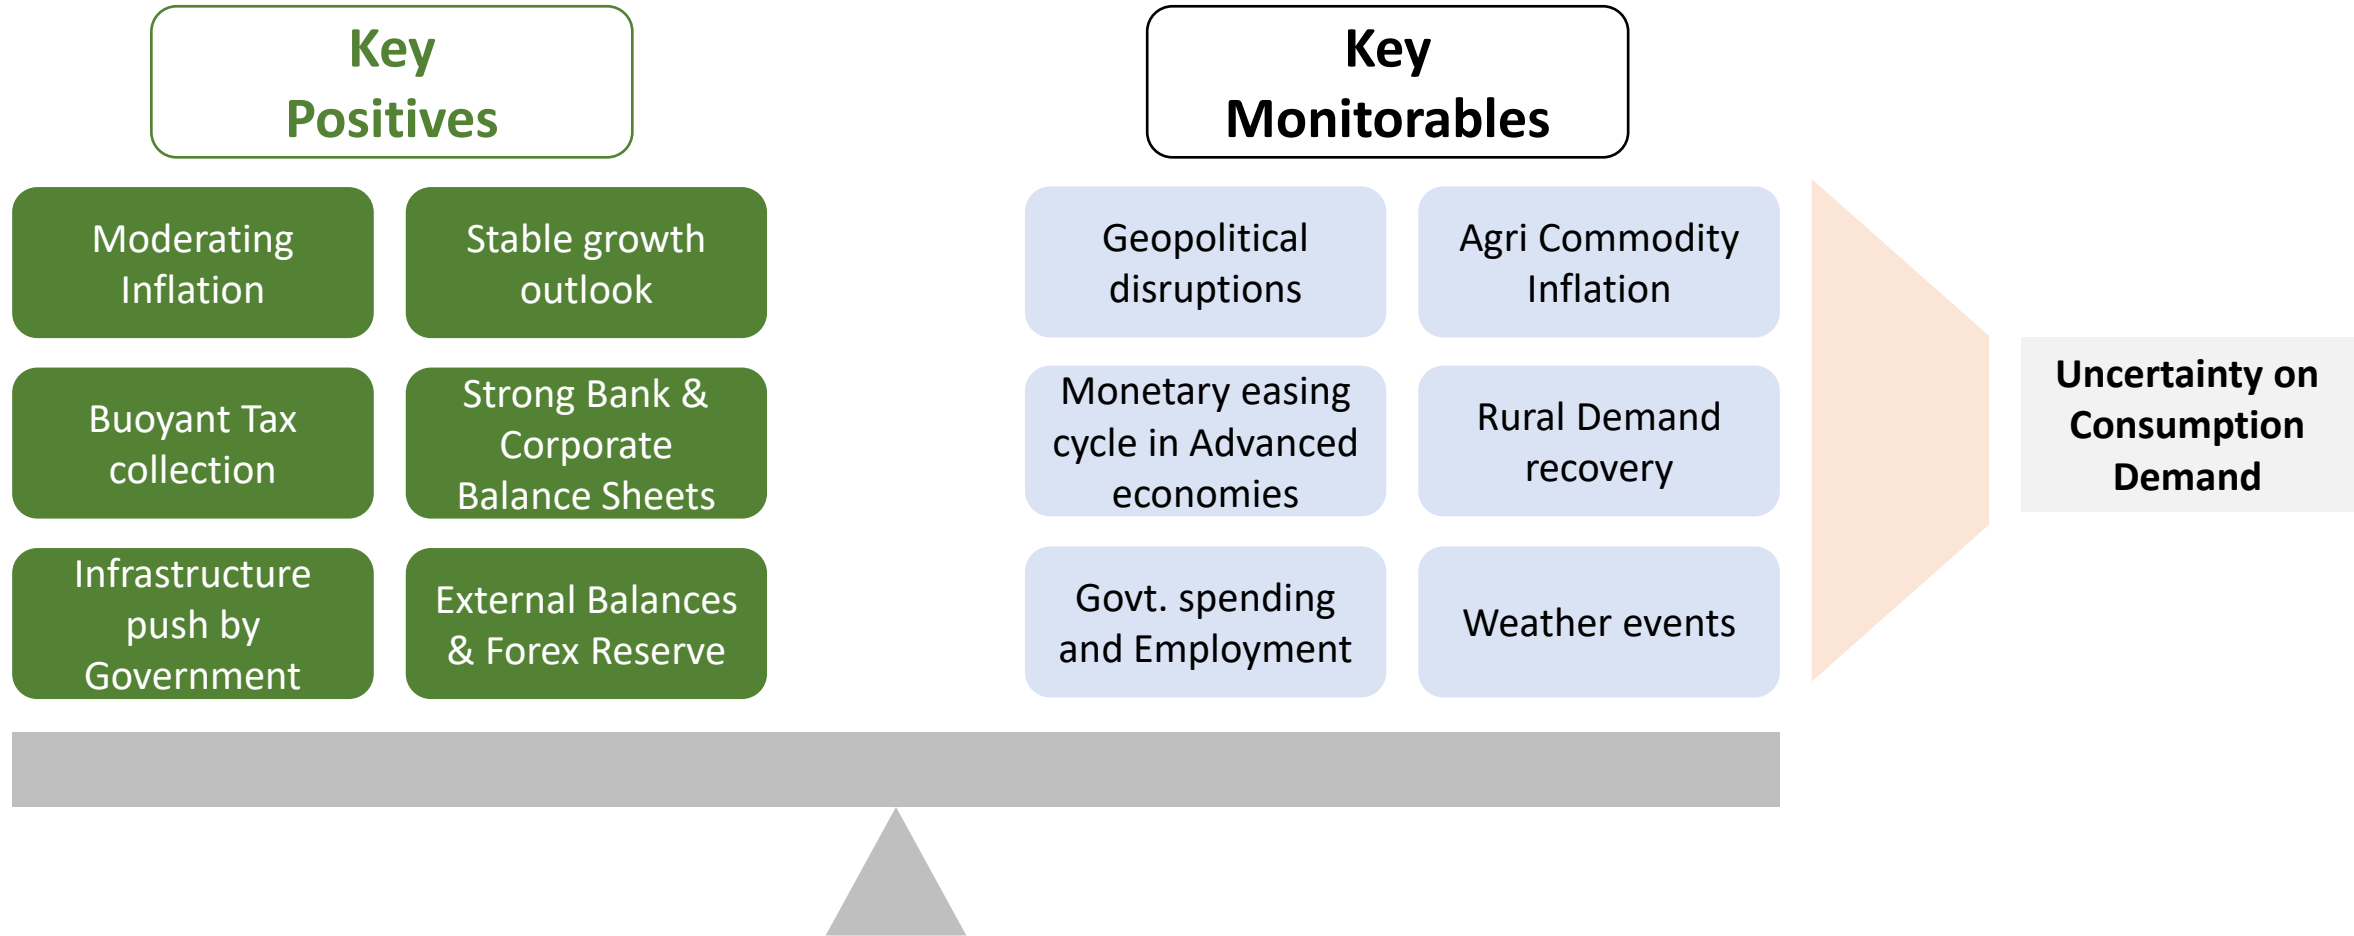 Key
Positives
Key
Monitorables
Moderating
Inflation
Stable growth
outlook
Buoyant Tax
collection
Strong Bank &
Corporate
Balance Sheets
Infrastructure
push by
Government
External Balances
& Forex Reserve
Geopolitical
disruptions
Agri Commodity
Inflation
Monetary easing
cycle in Advanced
economies
Rural Demand
recovery
Govt. spending
and Employment
Weather events
Uncertainty on
Consumption
Demand